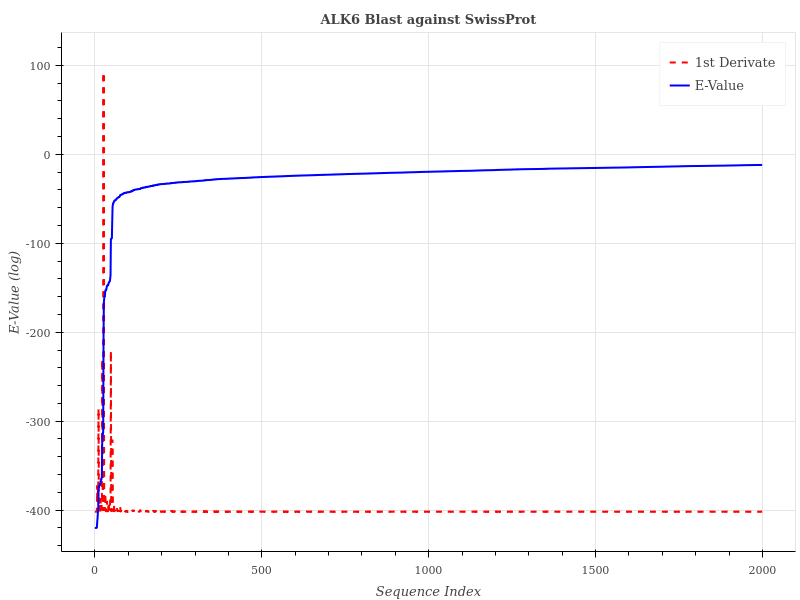 ALK6 Blast against SwissProt
1st Derivate
E-Value
100
-0
-100
-200
-300
-400
E-Value (log)
0
500
1000
1500
2000
Sequence Index